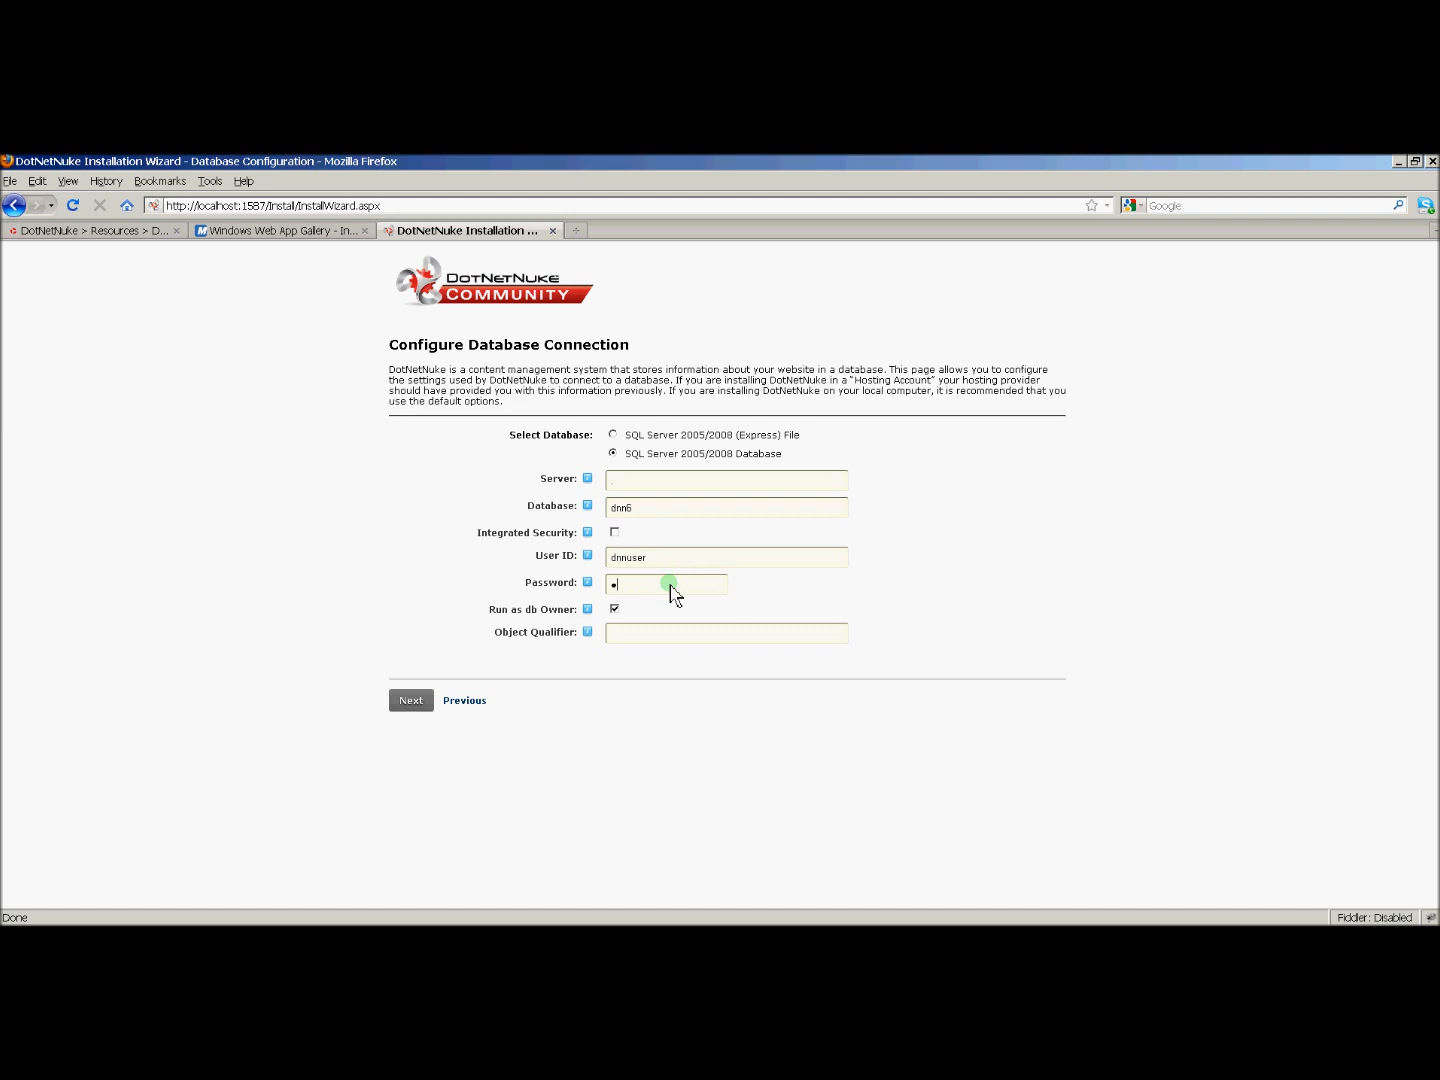 DotNetNuke Installation Wizard - Database Configuration - Mozilla Firefox
File Edit View History Bookmarks Tools Help
http://localhost:1587/Install/InstallWizard.aspx
Google
DotNetNuke > Resources > D...
Windows Web App Gallery - In...
DotNetNuke Installation ...
DOTNETNUKE
COMMUNITY
Configure Database Connection
DotNetNuke is a content management system that stores information about your website in a database. This page allows you to configure
the settings used by DotNetNuke to connect to a database. If you are installing DotNetNuke in a "Hosting Account" your hosting provider
should have provided you with this information previously. If you are installing DotNetNuke on your local computer, it is recommended that you
use the default options.
Select Database: SQL Server 2005/2008 (Express) File
SQL Server 2005/2008 Database
Server: .
Database: dnn6
Integrated Security:
User ID: dnnuser
Password: ●
Run as db Owner:
Object Qualifier:
Next Previous
Done
Fiddler: Disabled